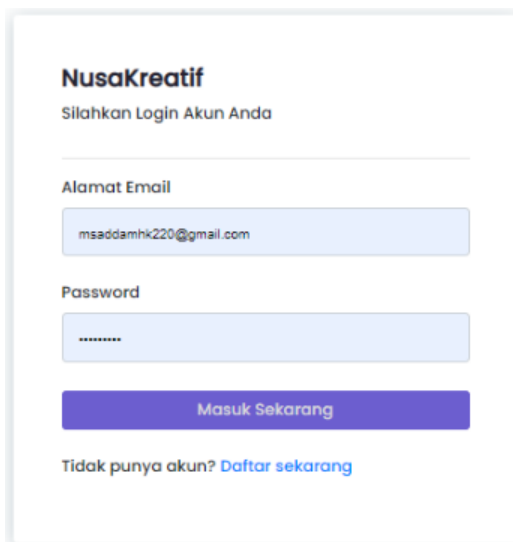 NusaKreatif
Silahkan Login Akun Anda
Alamat Email
msaddamhk220@gmail.com
Password
•••••••••
Masuk Sekarang
Tidak punya akun? Daftar sekarang